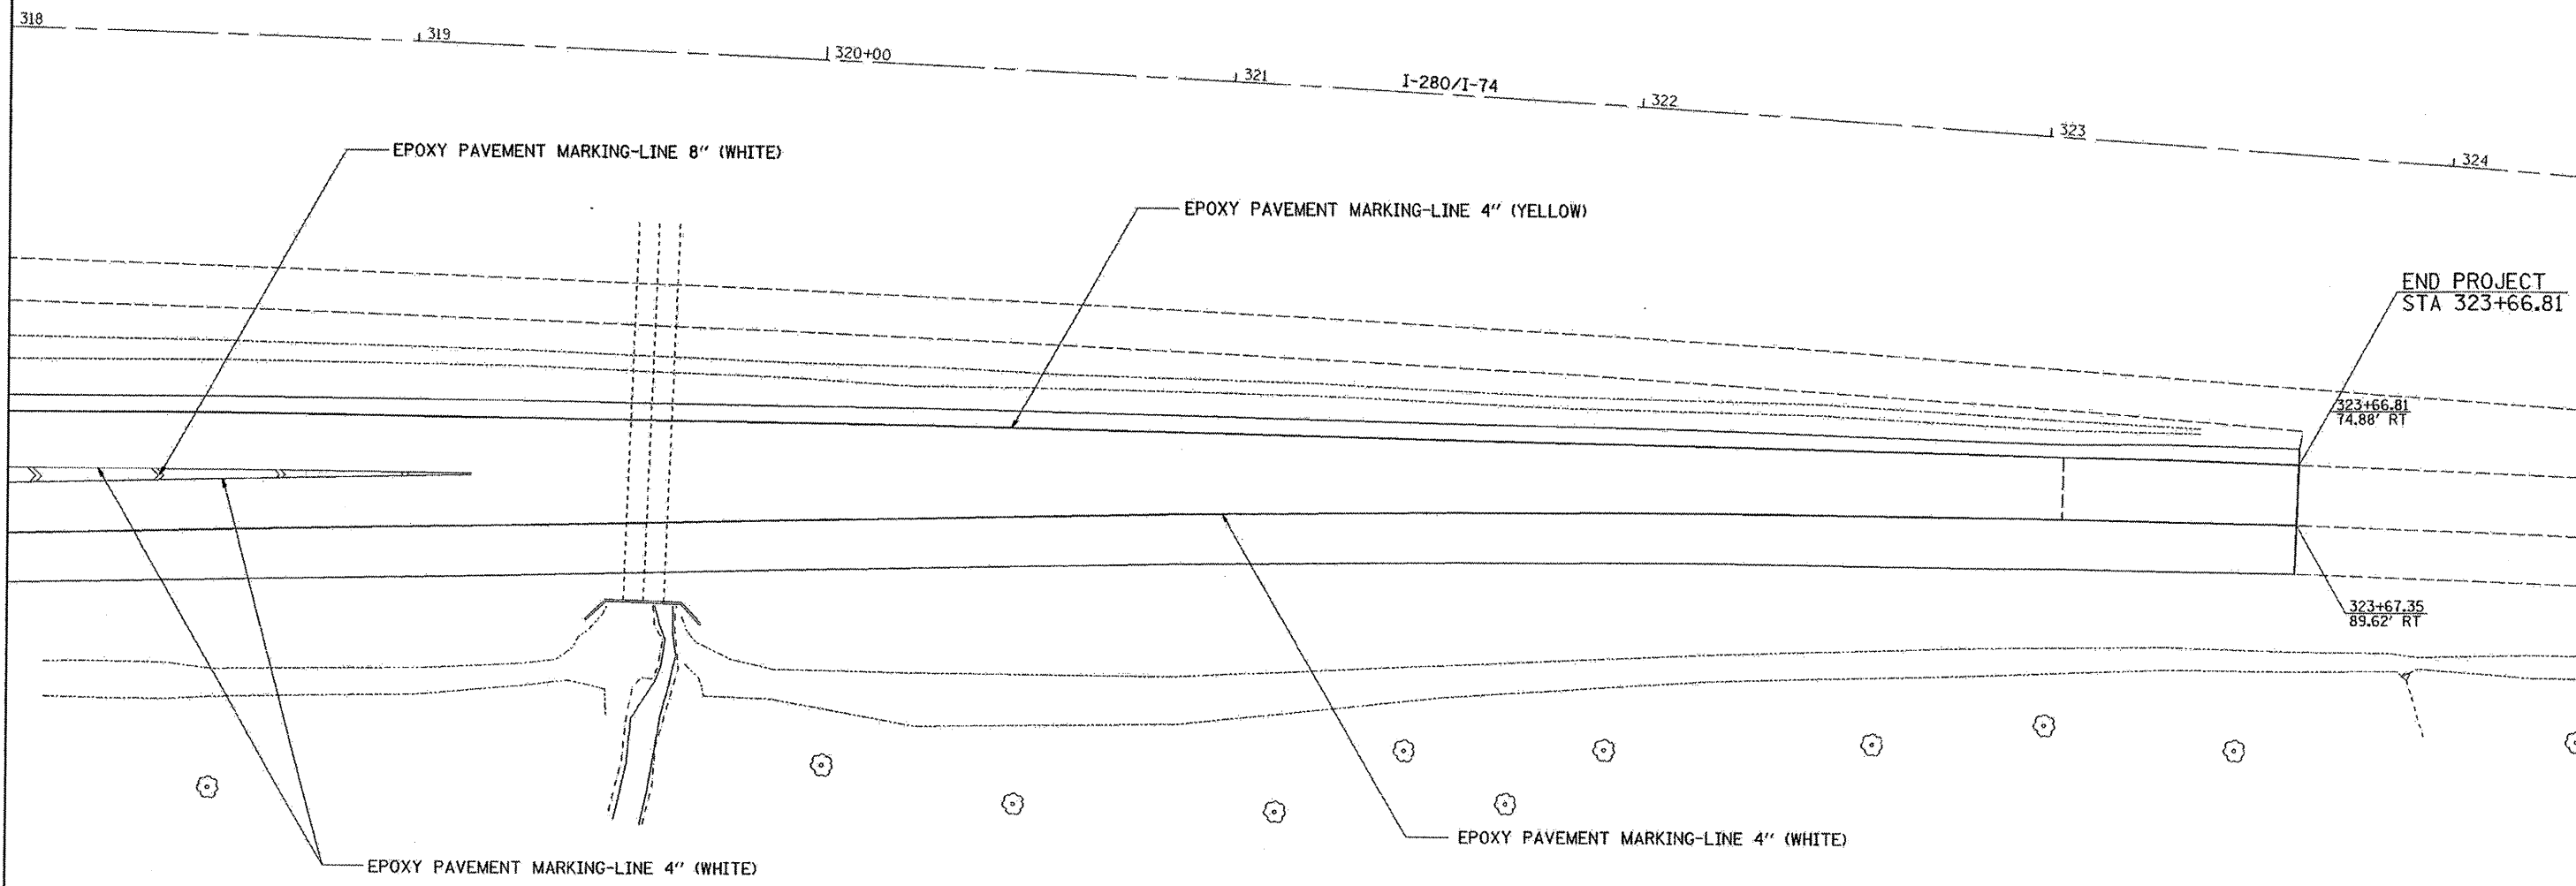 318
319
320+00
321
I-280/I-74
322
323
324
EPOXY PAVEMENT MARKING-LINE 8" (WHITE)
EPOXY PAVEMENT MARKING-LINE 4" (YELLOW)
END PROJECT
STA 323+66.81
323+66.81
74.88' RT
323+67.35
89.62' RT
EPOXY PAVEMENT MARKING-LINE 4" (WHITE)
EPOXY PAVEMENT MARKING-LINE 4" (WHITE)